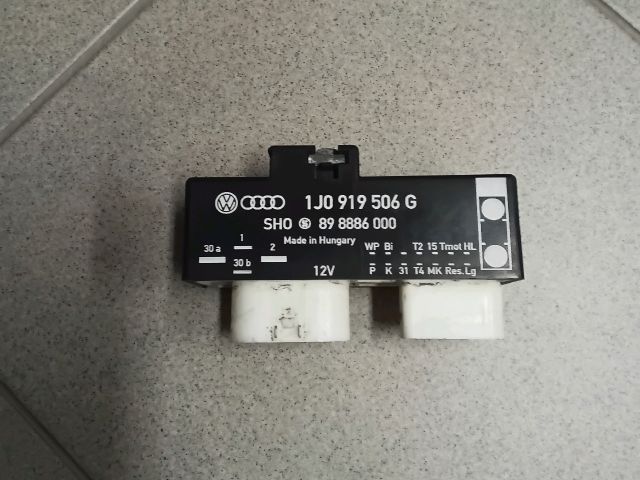 1J0 919 506 G
SHO 89 8886 000
Made in Hungary
30 a 1 2 WP Bi T2 15 Tmot HL
30 b 12V P K 31 T4 MK Res. Lg